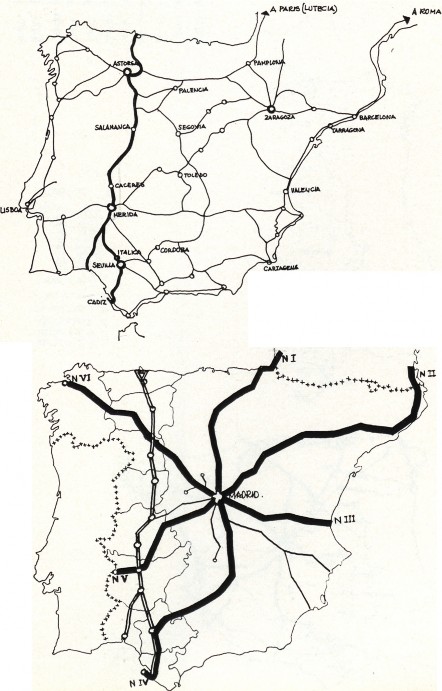 A PARIS (LUTECIA)
A ROMA
ASTORGA
PAMPLONA
PALENCIA
ZARAGOZA
BARCELONA
SALAMANCA
SEGOVIA
TARRAGONA
TOLEDO
CACERES
VALENCIA
LISBOA
MERIDA
ITALICA
CORDOBA
SEVILLA
CARTAGENA
CADIZ
N I
N II
N VI
MADRID.
N III
N V
N IV